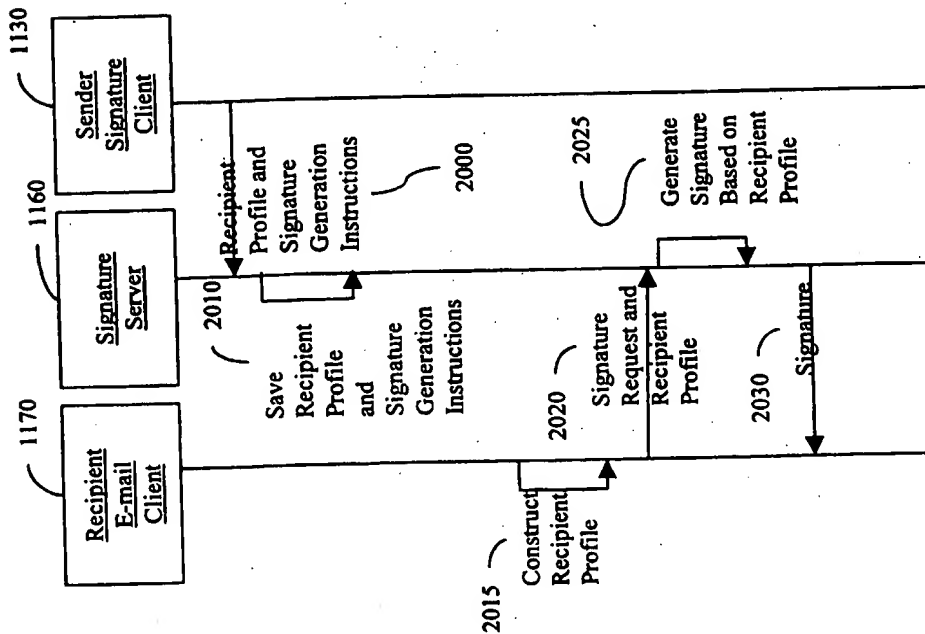 1170
Recipient
E-mail
Client
1160
Signature
Server
1130
Sender
Signature
Client
Recipient
Profile and
Signature
Generation
Instructions
2000
2010
Save
Recipient
Profile
and
Signature
Generation
Instructions
2015
Construct
Recipient
Profile
2020
Signature
Request and
Recipient
Profile
2025
Generate
Signature
Based on
Recipient
Profile
2030
Signature